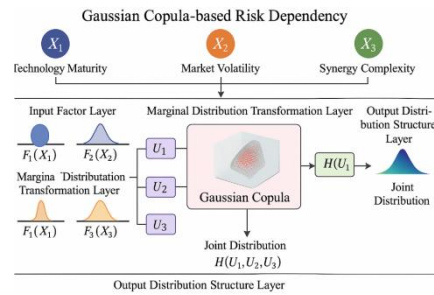 Gaussian Copula-based Risk Dependency
X₁
X₂
X₃
Technology Maturity
Market Volatility
Synergy Complexity
Input Factor Layer
Marginal Distribution Transformation Layer
Output Distri-
bution Structure
Layer
F₁(X₁)
F₂(X₂)
Margina Distributation
Transformation Layer
F₁(X₁)
F₃(X₃)
U₁
U₂
U₃
Gaussian Copula
H(U₁
Joint
Distribution
Joint Distribution
H(U₁,U₂,U₃)
Output Distribution Structure Layer